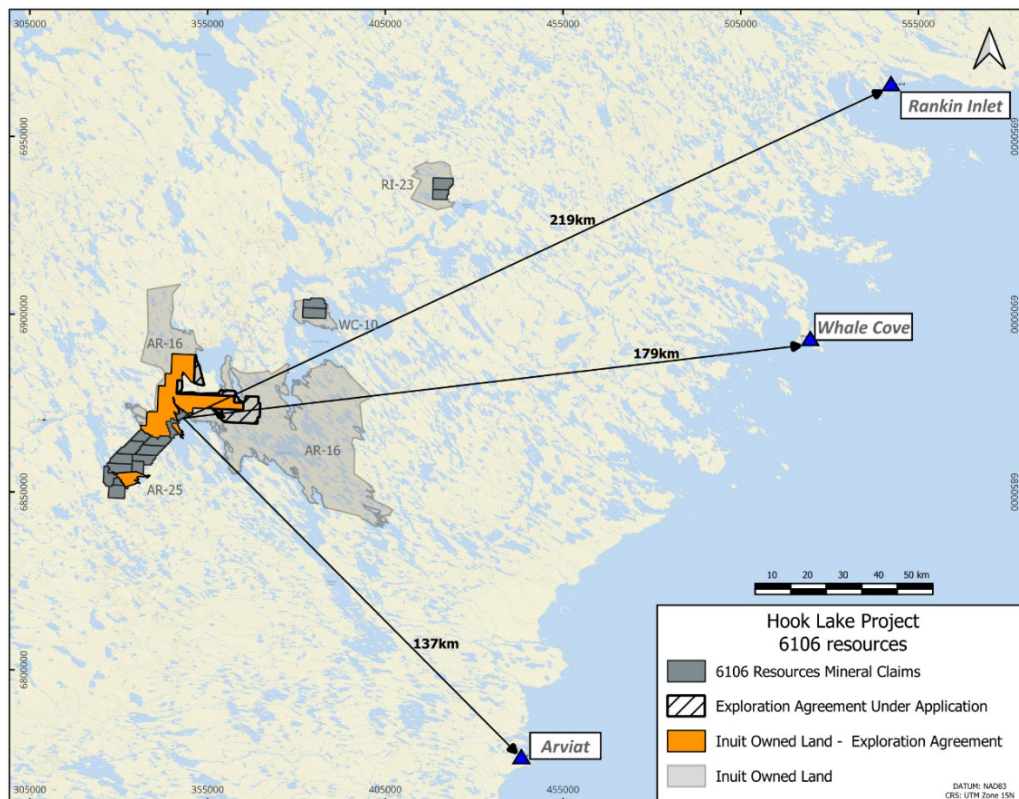 305000 355000 405000 455000 505000 555000
Rankin Inlet
6950000 6950000
RI-23
219km
6900000 6900000
WC-10
Whale Cove
AR-16
179km
AR-16
AR-25
6850000 6850000
10 20 30 40 50 km
Hook Lake Project
6106 resources
137km
6106 Resources Mineral Claims
6800000
Exploration Agreement Under Application
Inuit Owned Land - Exploration Agreement
Arviat
Inuit Owned Land
DATUM: NAD83
CRS: UTM Zone 15N
305000 355000 405000 455000